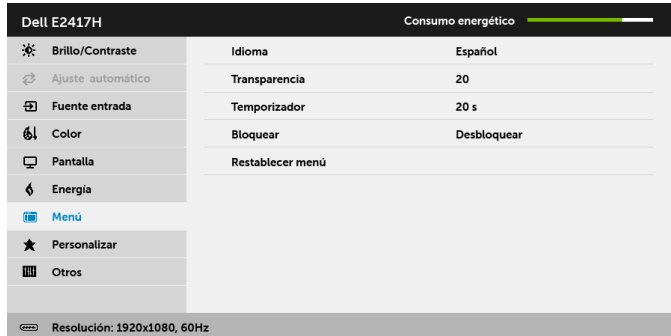 Dell E2417H
Consumo energético
Brillo/Contraste
Ajuste automático
Fuente entrada
Color
Pantalla
Energía
Menú
Personalizar
Otros
Idioma Español
Transparencia 20
Temporizador 20 s
Bloquear Desbloquear
Restablecer menú
Resolución: 1920x1080, 60Hz